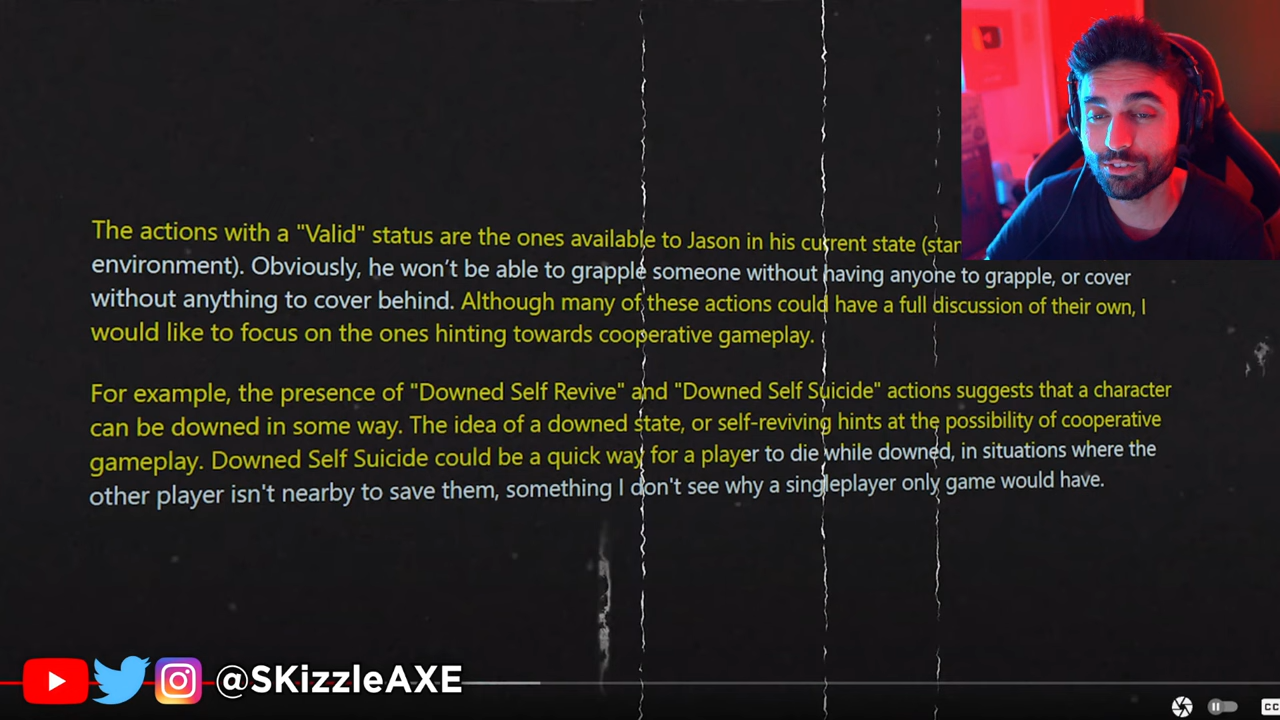 The actions with a "Valid" status are the ones available to Jason in his current state (stan
environment). Obviously, he won't be able to grapple someone without having anyone to grapple, or cover
without anything to cover behind. Although many of these actions could have a full discussion of their own, I
would like to focus on the ones hinting towards cooperative gameplay.
For example, the presence of "Downed Self Revive" and "Downed Self Suicide" actions suggests that a character
can be downed in some way. The idea of a downed state, or self-reviving hints at the possibility of cooperative
gameplay. Downed Self Suicide could be a quick way for a player to die while downed, in situations where the
other player isn't nearby to save them, something I don't see why a singleplayer only game would have.
@SKizzleAXE
CC